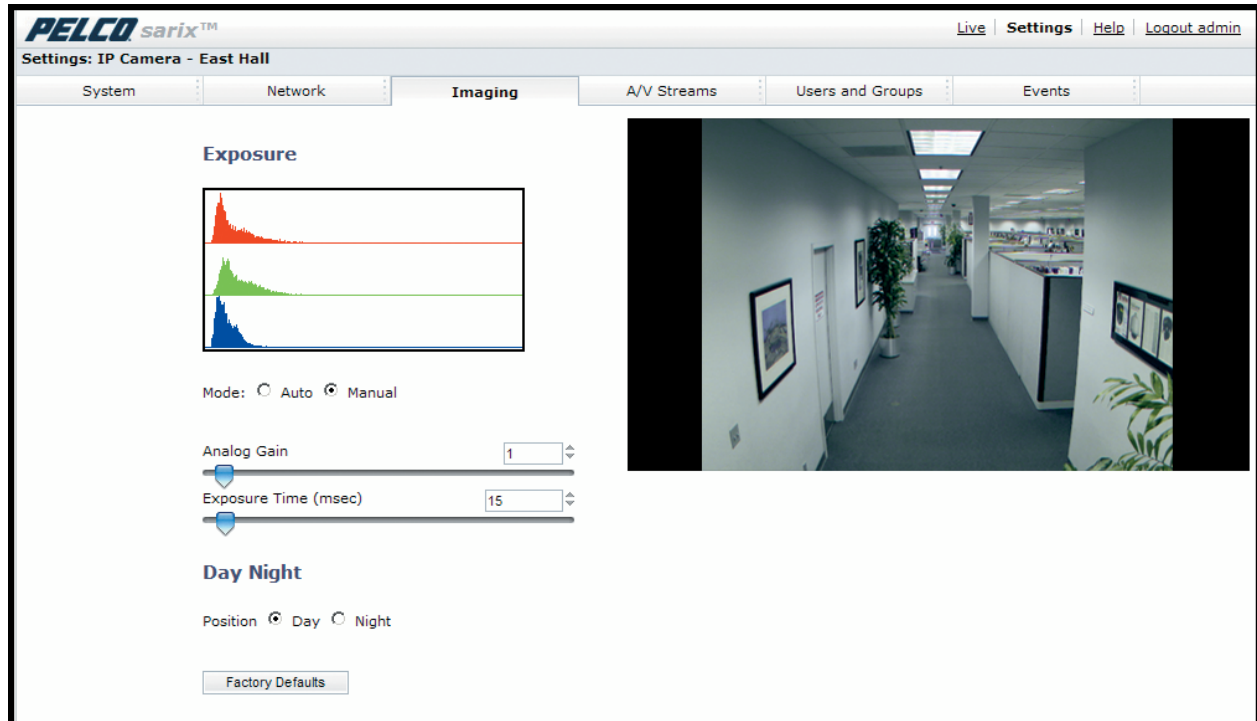 PELCO sarix™
Live | Settings | Help | Logout admin
Settings: IP Camera - East Hall
System Network Imaging A/V Streams Users and Groups Events
Exposure
Mode: Auto Manual
Analog Gain 1
Exposure Time (msec) 15
Day Night
Position Day Night
Factory Defaults